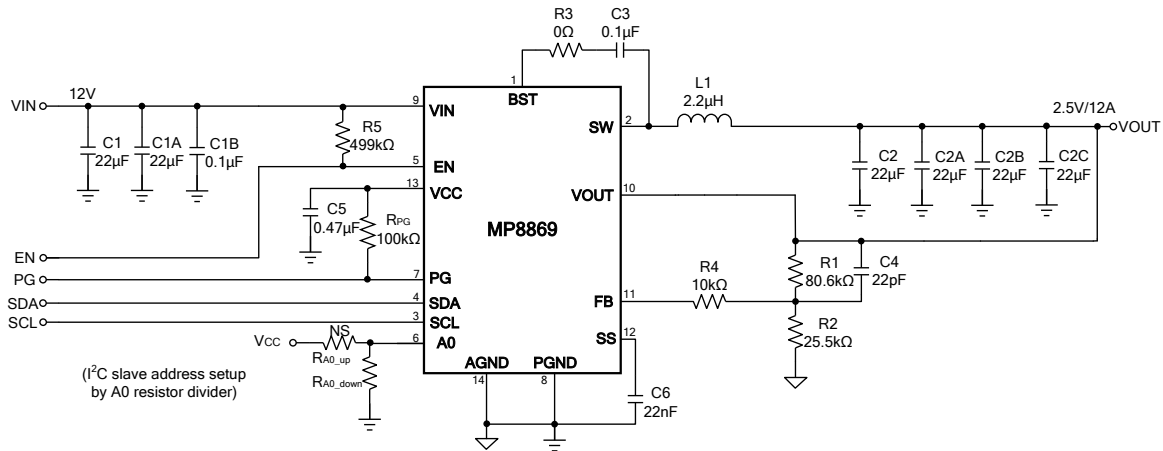 R3
0Ω
C3
0.1µF
1
BST
VIN
12V
9
VIN
L1
2.2µH
2.5V/12A
VOUT
SW
2
C1
22µF
C1A
22µF
C1B
0.1µF
R5
499kΩ
5
EN
C2
22µF
C2A
22µF
C2B
22µF
C2C
22µF
13
VCC
VOUT
10
C5
0.47µF
RPG
100kΩ
MP8869
EN
PG
7
PG
R4
10kΩ
R1
80.6kΩ
C4
22pF
SDA
4
SDA
FB
11
SCL
3
SCL
R2
25.5kΩ
VCC
NS
6
A0
SS
12
RA0_up
RA0_down
AGND
PGND
14
8
(I²C slave address setup
by A0 resistor divider)
C6
22nF